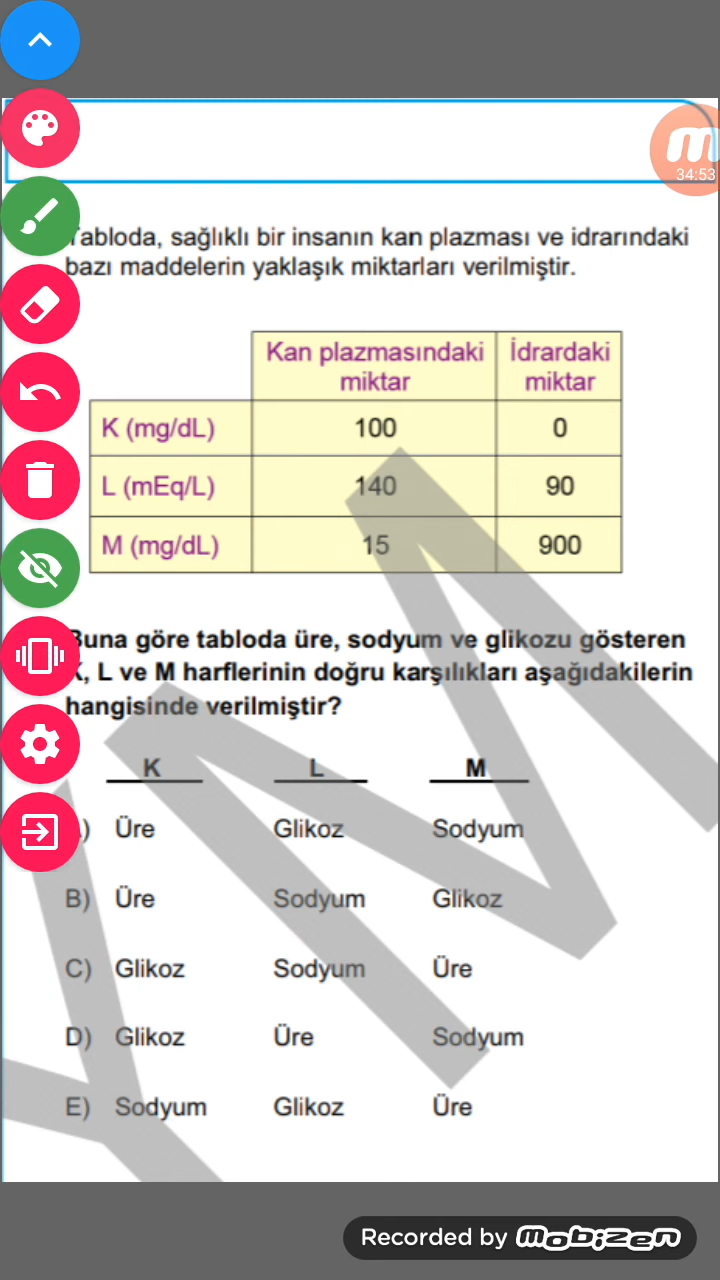 34:53
Tabloda, sağlıklı bir insanın kan plazması ve idrarındaki
bazı maddelerin yaklaşık miktarları verilmiştir.
Kan plazmasındaki miktar İdrardaki miktar
K (mg/dL) 100 0
L (mEq/L) 140 90
M (mg/dL) 15 900
Buna göre tabloda üre, sodyum ve glikozu gösteren
K, L ve M harflerinin doğru karşılıkları aşağıdakilerin
hangisinde verilmiştir?
K L M
) Üre Glikoz Sodyum
B) Üre Sodyum Glikoz
C) Glikoz Sodyum Üre
D) Glikoz Üre Sodyum
E) Sodyum Glikoz Üre
Recorded by mobizen